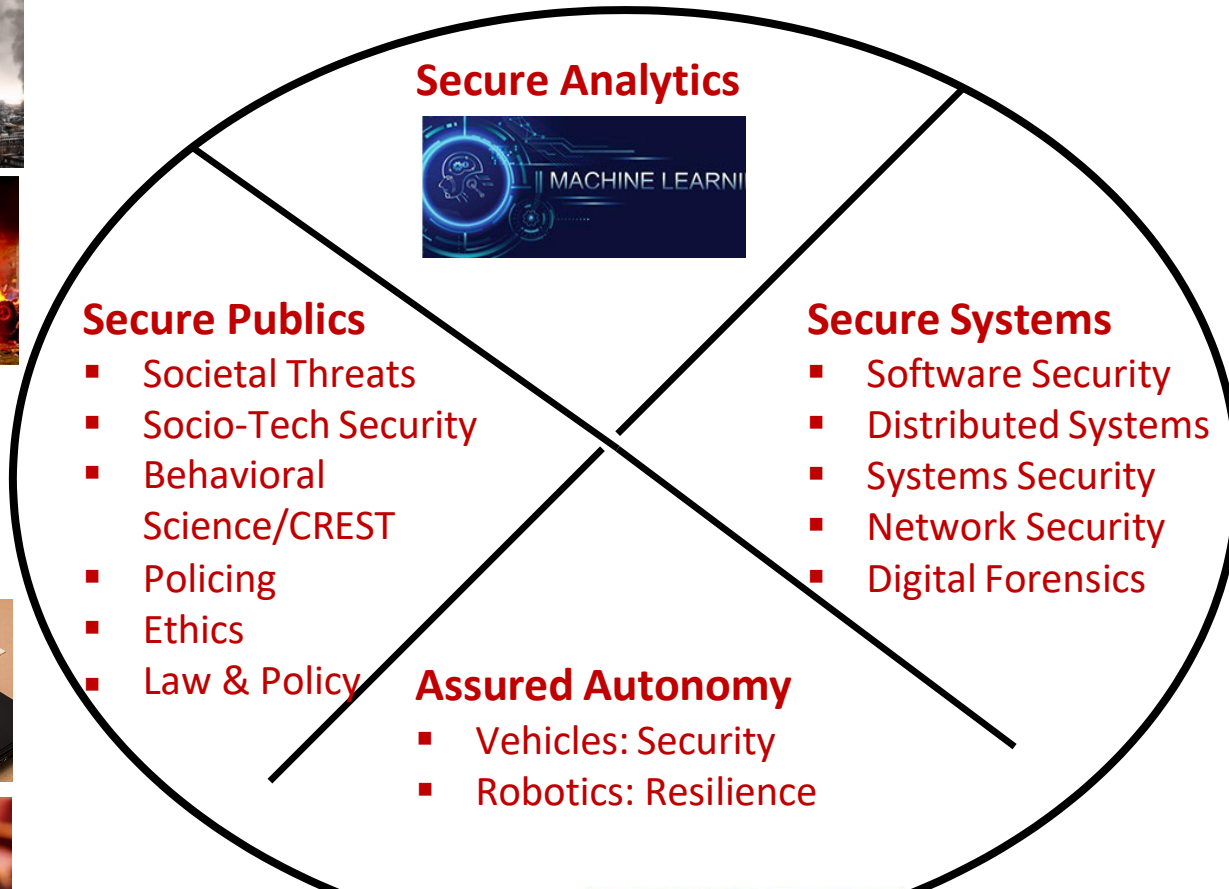 Secure Analytics
MACHINE LEARNI
Secure Publics
▪ Societal Threats
▪ Socio-Tech Security
▪ Behavioral
Science/CREST
▪ Policing
▪ Ethics
▪ Law & Policy
Secure Systems
▪ Software Security
▪ Distributed Systems
▪ Systems Security
▪ Network Security
▪ Digital Forensics
Assured Autonomy
▪ Vehicles: Security
▪ Robotics: Resilience